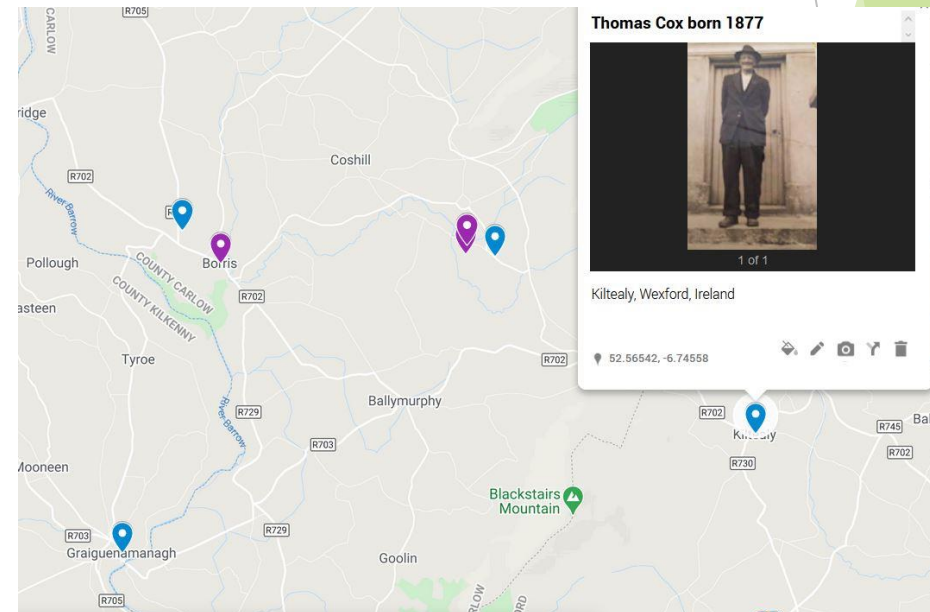 R705
CARLOW
ridge
Coshill
R702
River Barrow
Pollough
Borris
COUNTY CARLOW
COUNTY KILKENNY
R702
asteen
Tyroe
R702
Ballymurphy
R729
River Barrow
R703
Mooneen
Blackstairs
Mountain
R703
Graiguenamanagh
R729
Goolin
R705
Thomas Cox born 1877
1 of 1
Kiltealy, Wexford, Ireland
52.56542, -6.74558
R702
Kiltealy
R745
Bal
R702
R730